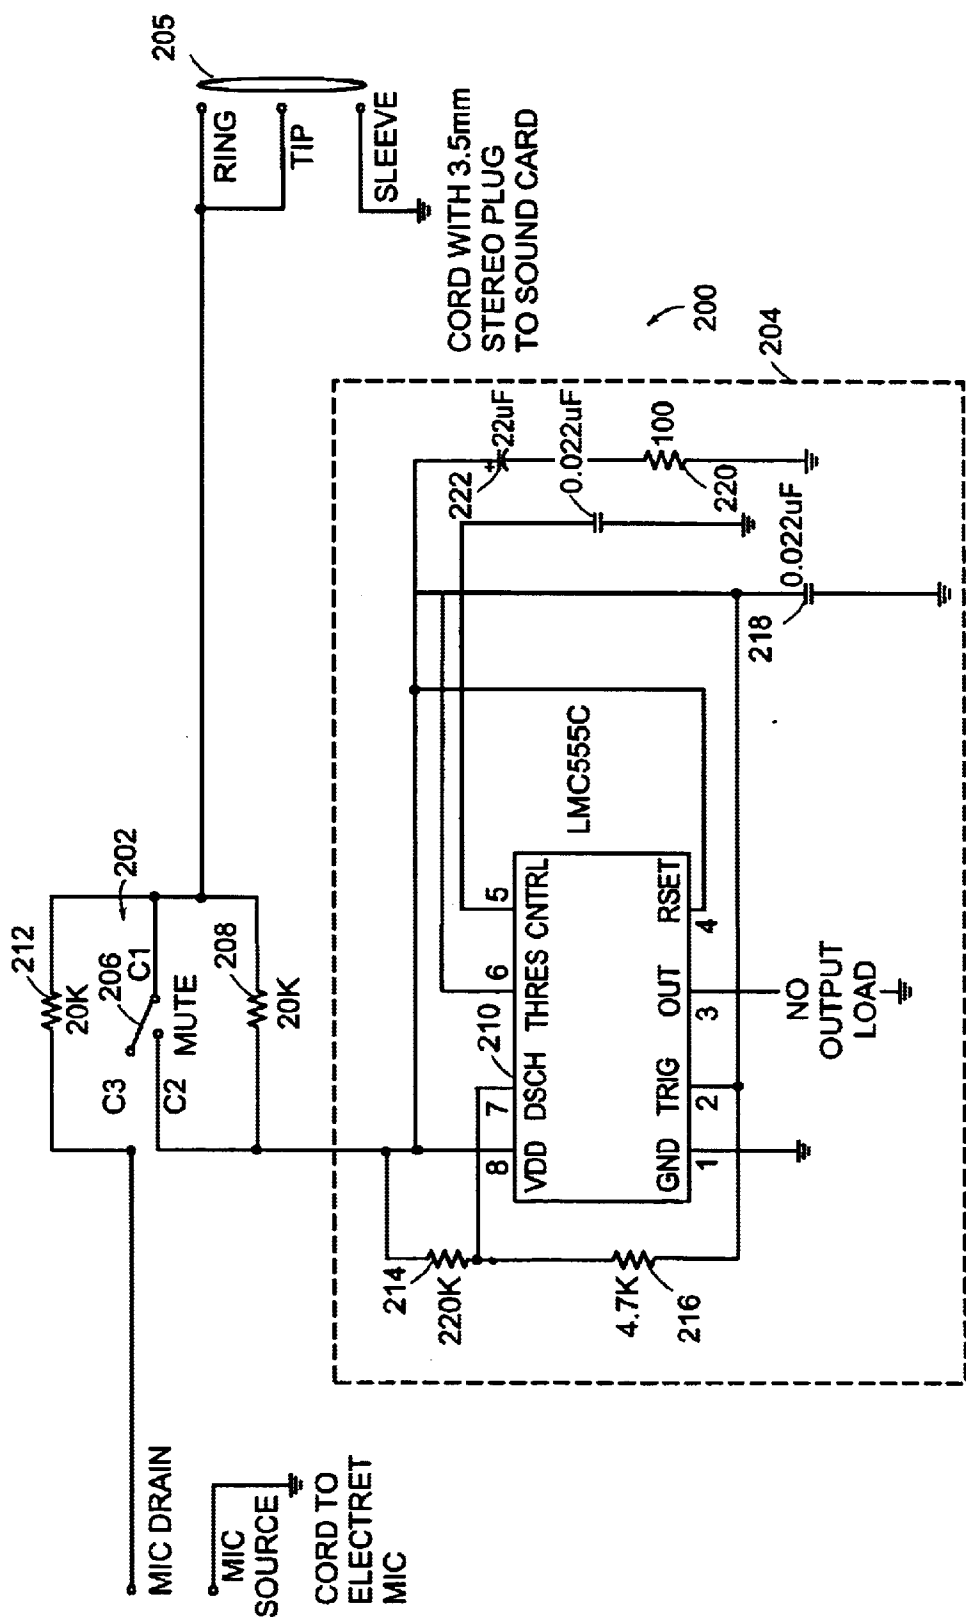 MIC DRAIN
MIC
SOURCE
CORD TO
ELECTRET
MIC
212
20K
206
202
C3
C1
C2
MUTE
208
20K
205
RING
TIP
SLEEVE
CORD WITH 3.5mm
STEREO PLUG
TO SOUND CARD
200
204
214
220K
4.7K
216
210
8
7
6
5
VDD
DSCH
THRES
CNTRL
GND
TRIG
OUT
RSET
1
2
3
4
LMC555C
NO
OUTPUT
LOAD
222
+
22uF
0.022uF
100
220
218
0.022uF